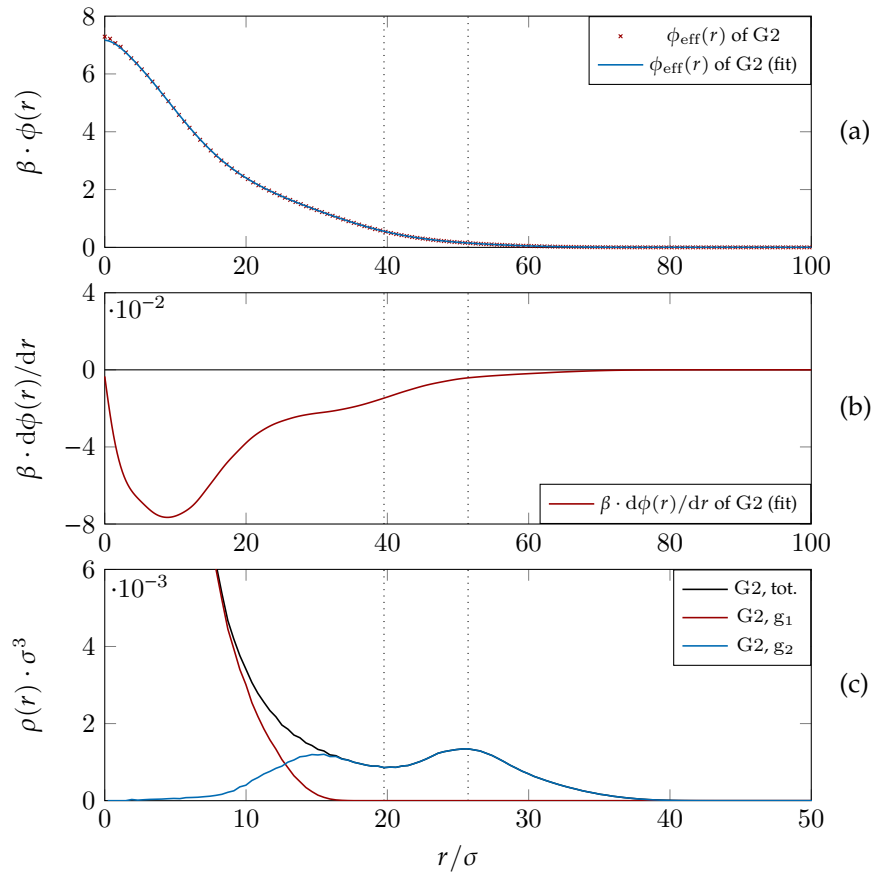 8
6
4
2
0
0 20 40 60 80 100
β · ϕ(r)
ϕeff(r) of G2
ϕeff(r) of G2 (fit)
(a)
4
0
−4
−8
·10−2
0 20 40 60 80 100
β · dϕ(r)/dr
β · dϕ(r)/dr of G2 (fit)
(b)
6
4
2
0
·10−3
0 10 20 30 40 50
ρ(r) · σ3
G2, tot.
G2, g1
G2, g2
(c)
r/σ